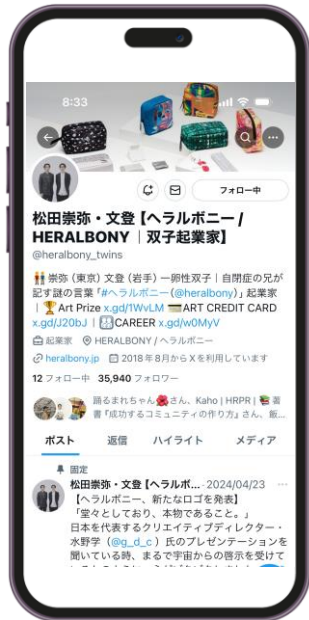 8:33
フォロー中
松田崇弥・文登【ヘラルボニー /
HERALBONY｜双子起業家】
@heralbony_twins
崇弥（東京）文登（岩手）一卵性双子｜自閉症の兄が
記す謎の言葉「#ヘラルボニー（@heralbony）」起業家
｜🏆Art Prize x.gd/1WvLM 💳ART CREDIT CARD
x.gd/J20bJ｜CAREER x.gd/w0MyV
起業家 HERALBONY / ヘラルボニー
heralbony.jp 2018年8月からXを利用しています
12 フォロー中 35,940 フォロワー
踊るまれちゃん🌺さん、Kaho | HRPR | 📚著
書『成功するコミュニティの作り方』さん、飯...
ポスト 返信 ハイライト メディア
固定
松田崇弥・文登【ヘラルボ... · 2024/04/23 ...
【ヘラルボニー、新たなロゴを発表】
「堂々としており、本物であること。」
日本を代表するクリエイティブディレクター・
水野学（@g_d_c）氏のプレゼンテーションを
聞いている時、まるで宇宙からの啓示を受けて